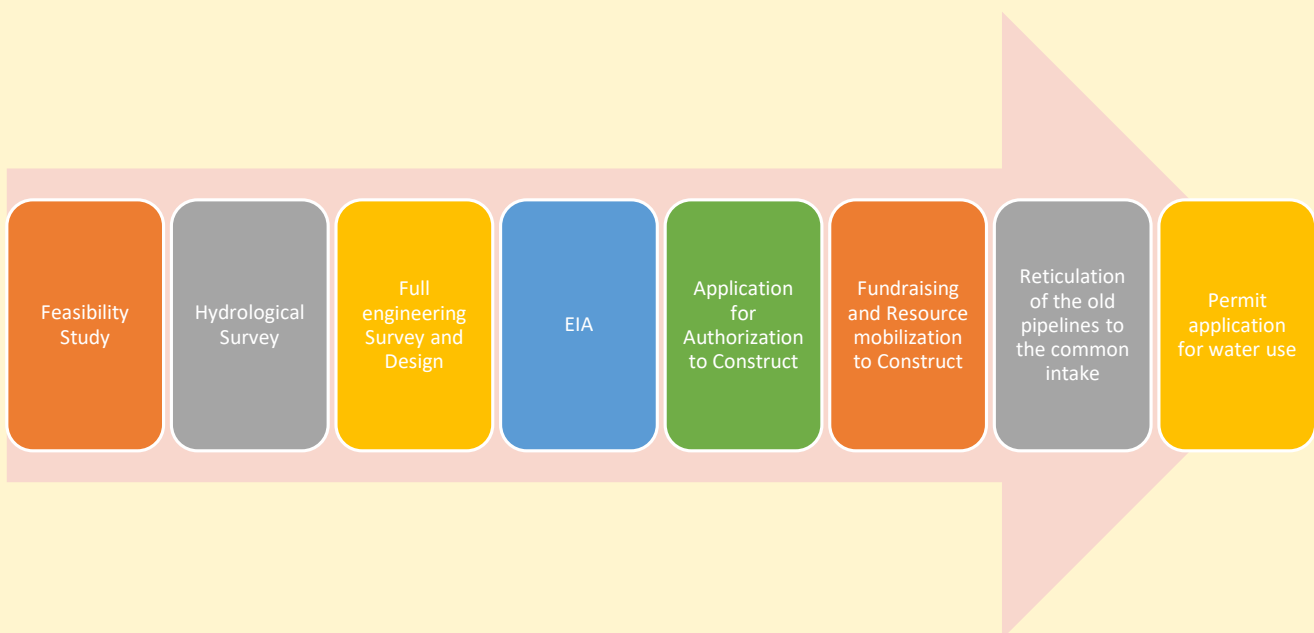 Feasibility
Study
Hydrological
Survey
Full
engineering
Survey and
Design
EIA
Application
for
Authorization
to Construct
Fundraising
and Resource
mobilization
to Construct
Reticulation
of the old
pipelines to
the common
intake
Permit
application
for water use